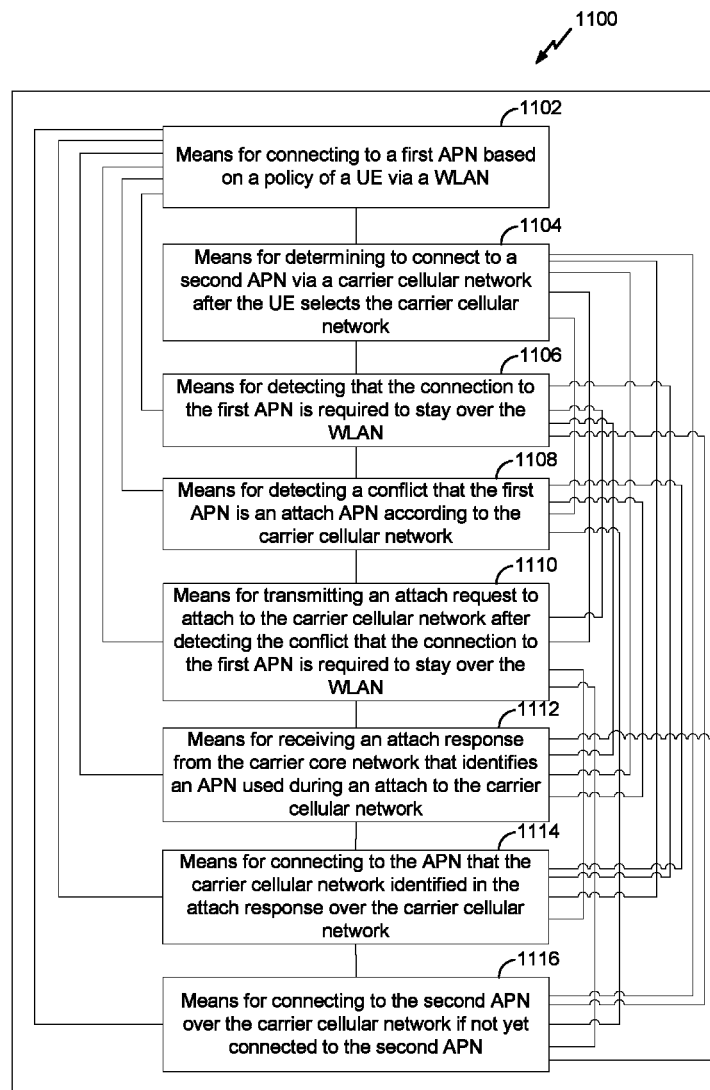 1100
1102
Means for connecting to a first APN based
on a policy of a UE via a WLAN
1104
Means for determining to connect to a
second APN via a carrier cellular network
after the UE selects the carrier cellular
network
1106
Means for detecting that the connection to
the first APN is required to stay over the
WLAN
1108
Means for detecting a conflict that the first
APN is an attach APN according to the
carrier cellular network
1110
Means for transmitting an attach request to
attach to the carrier cellular network after
detecting the conflict that the connection to
the first APN is required to stay over the
WLAN
1112
Means for receiving an attach response
from the carrier core network that identifies
an APN used during an attach to the carrier
cellular network
1114
Means for connecting to the APN that the
carrier cellular network identified in the
attach response over the carrier cellular
network
1116
Means for connecting to the second APN
over the carrier cellular network if not yet
connected to the second APN